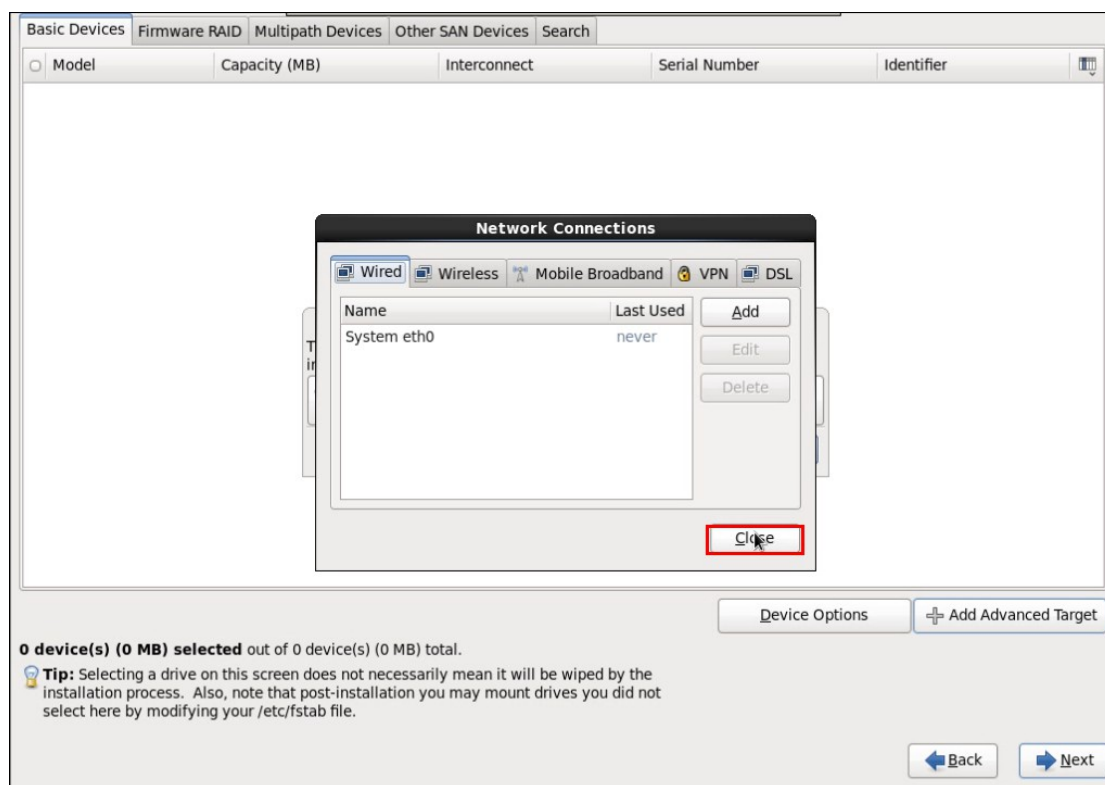 Basic Devices Firmware RAID Multipath Devices Other SAN Devices Search
Model Capacity (MB) Interconnect Serial Number Identifier
Network Connections
Wired Wireless Mobile Broadband VPN DSL
Name Last Used Add
System eth0 never
Edit
Delete
Close
Device Options Add Advanced Target
0 device(s) (0 MB) selected out of 0 device(s) (0 MB) total.
Tip: Selecting a drive on this screen does not necessarily mean it will be wiped by the
installation process. Also, note that post-installation you may mount drives you did not
select here by modifying your /etc/fstab file.
Back Next